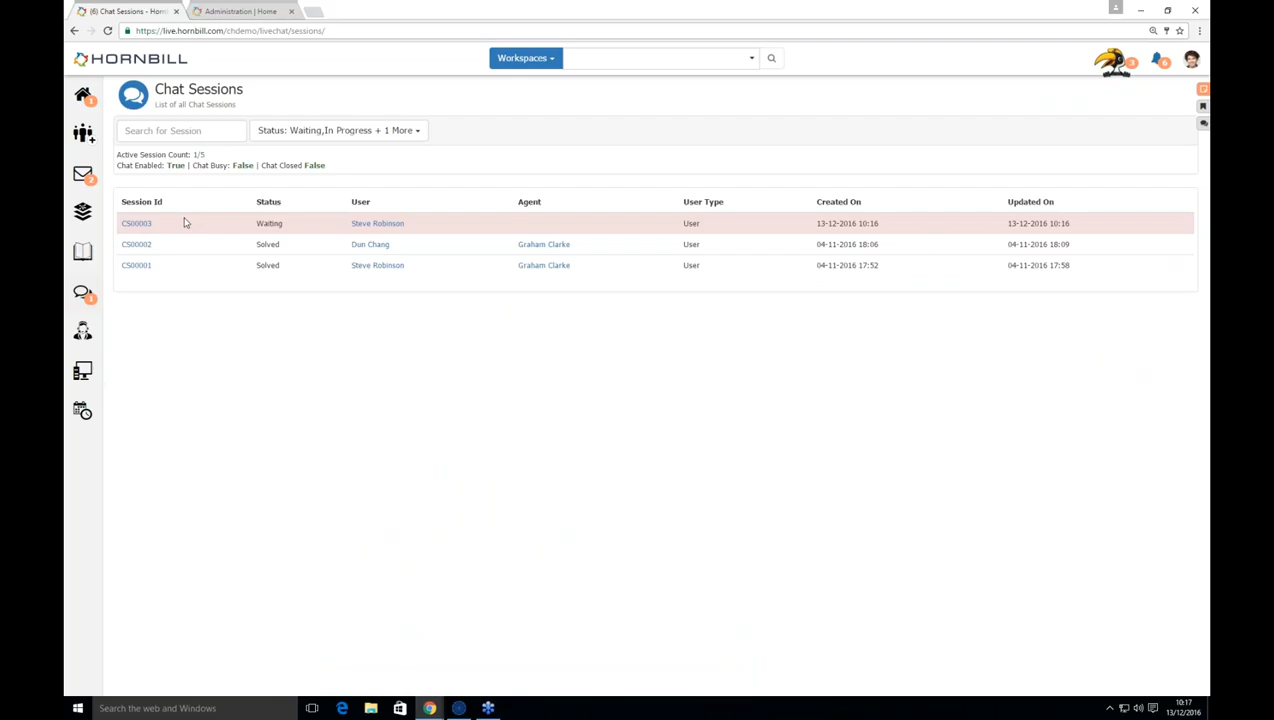 (6) Chat Sessions - Horn
Administration | Home
https://live.hornbill.com/chdemo/livechat/sessions/
HORNBILL
Workspaces
3
6
1
Chat Sessions
List of all Chat Sessions
Search for Session
Status: Waiting,In Progress + 1 More
Active Session Count: 1/5
Chat Enabled: True | Chat Busy: False | Chat Closed False
2
Session Id Status User Agent User Type Created On Updated On
CS00003 Waiting Steve Robinson User 13-12-2016 10:16 13-12-2016 10:16
CS00002 Solved Dun Chang Graham Clarke User 04-11-2016 18:06 04-11-2016 18:09
CS00001 Solved Steve Robinson Graham Clarke User 04-11-2016 17:52 04-11-2016 17:58
1
Search the web and Windows
10:17
13/12/2016